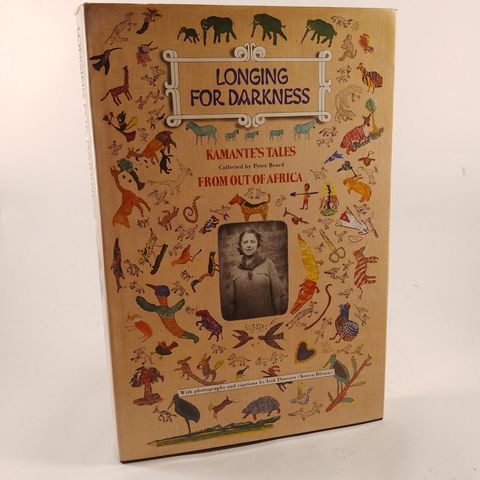 LONGING
FOR DARKNESS
KAMANTE'S TALES
Collected by Peter Beard
FROM OUT OF AFRICA
With photographs and captions by Isak Dinesen (Karen Blixen)